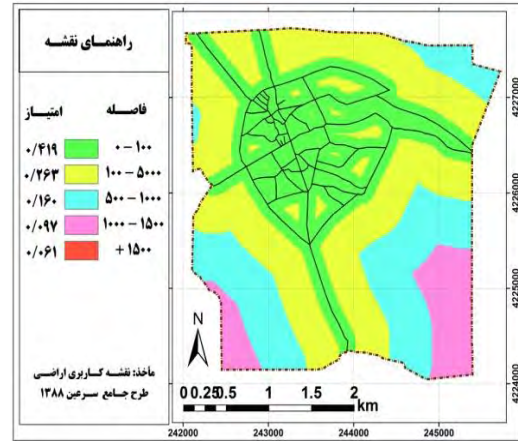 راهنمای نقشه
فاصله امتیاز
۰/۴۱۹ ۰-۱۰۰
۰/۲۶۳ ۱۰۰-۵۰۰۰
۰/۱۶۰ ۵۰۰-۱۰۰۰
۰/۰۹۷ ۱۰۰۰-۱۵۰۰
۰/۰۶۱ +۱۵۰۰
مأخذ: نقشه کاربری اراضی
طرح جامع سرعین ۱۳۸۸
4227000
4226000
4225000
4224000
N
0 0.25 0.5 1 1.5 2
km
242000 243000 244000 245000